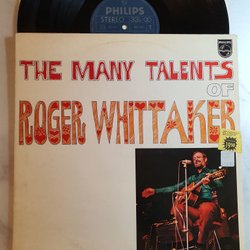 PHILIPS
STEREO
PHILIPS
THE MANY TALENTS
OF
ROGER WHITTAKER